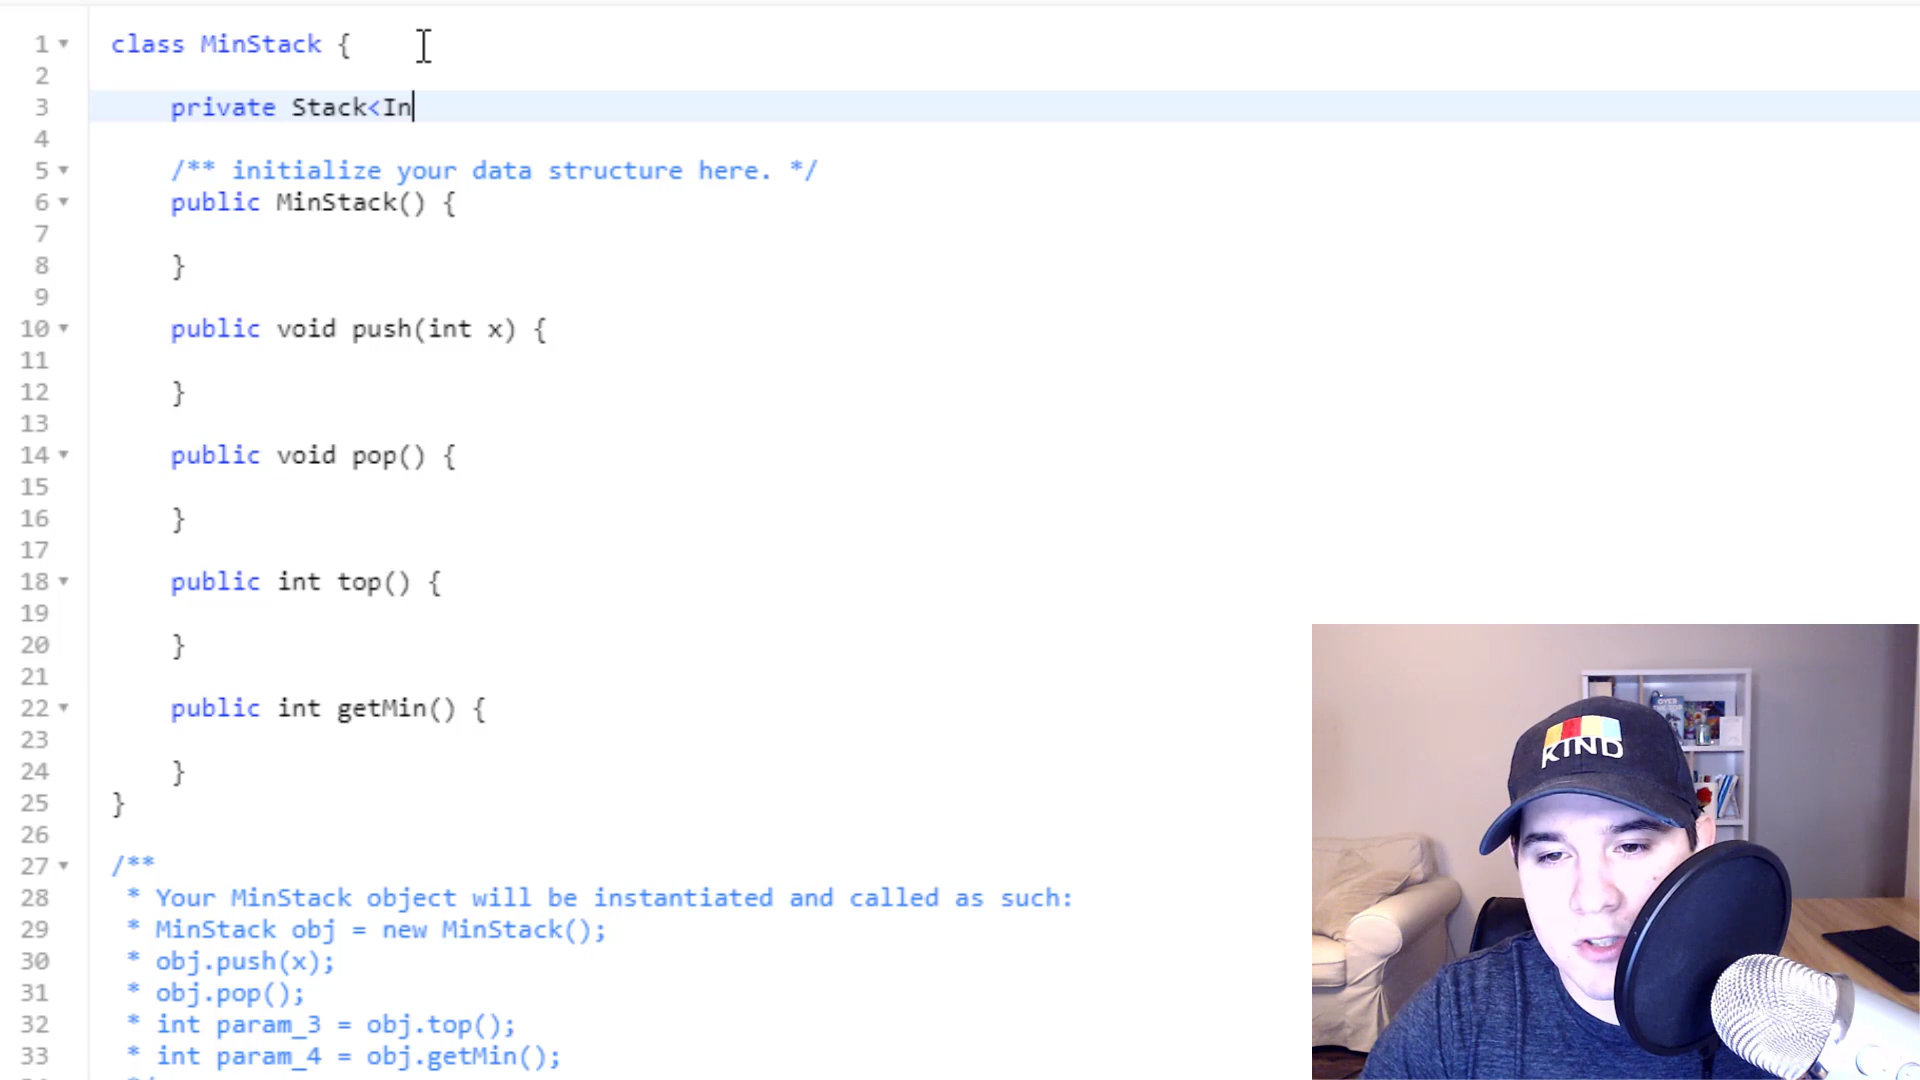 1 class MinStack {
2
3 private Stack<In
4
5 /** initialize your data structure here. */
6 public MinStack() {
7
8 }
9
10 public void push(int x) {
11
12 }
13
14 public void pop() {
15
16 }
17
18 public int top() {
19
20 }
21
22 public int getMin() {
23
24 }
25 }
26
27 /**
28 * Your MinStack object will be instantiated and called as such:
29 * MinStack obj = new MinStack();
30 * obj.push(x);
31 * obj.pop();
32 * int param_3 = obj.top();
33 * int param_4 = obj.getMin();
KIND